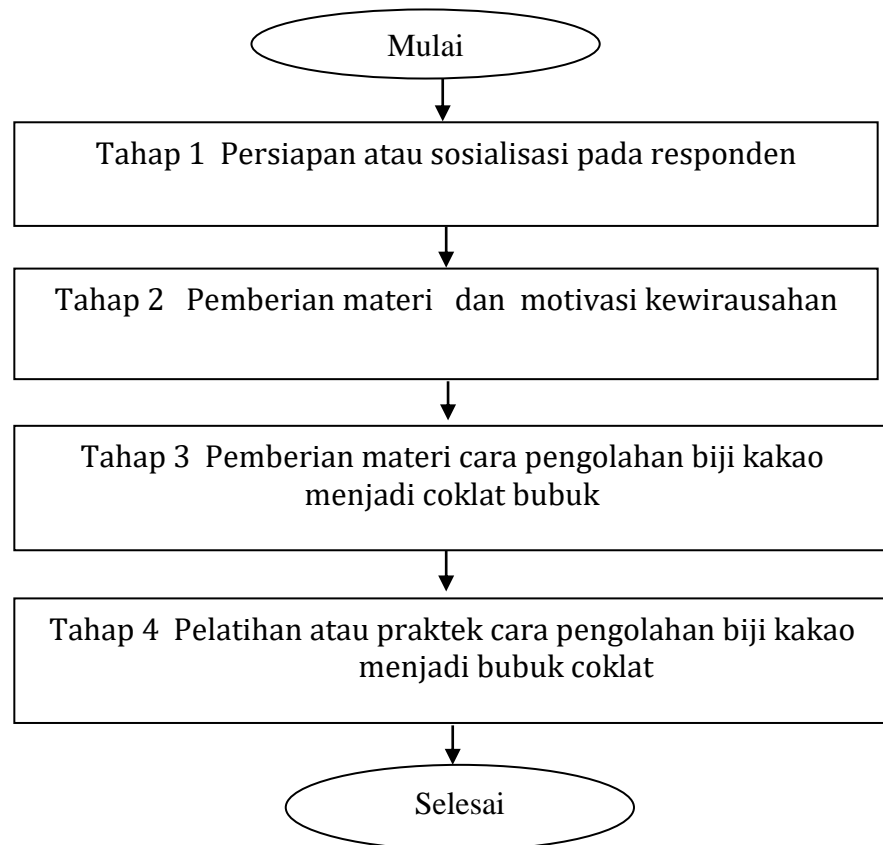 Mulai
Tahap 1 Persiapan atau sosialisasi pada responden
Tahap 2 Pemberian materi dan motivasi kewirausahan
Tahap 3 Pemberian materi cara pengolahan biji kakao
menjadi coklat bubuk
Tahap 4 Pelatihan atau praktek cara pengolahan biji kakao
menjadi bubuk coklat
Selesai